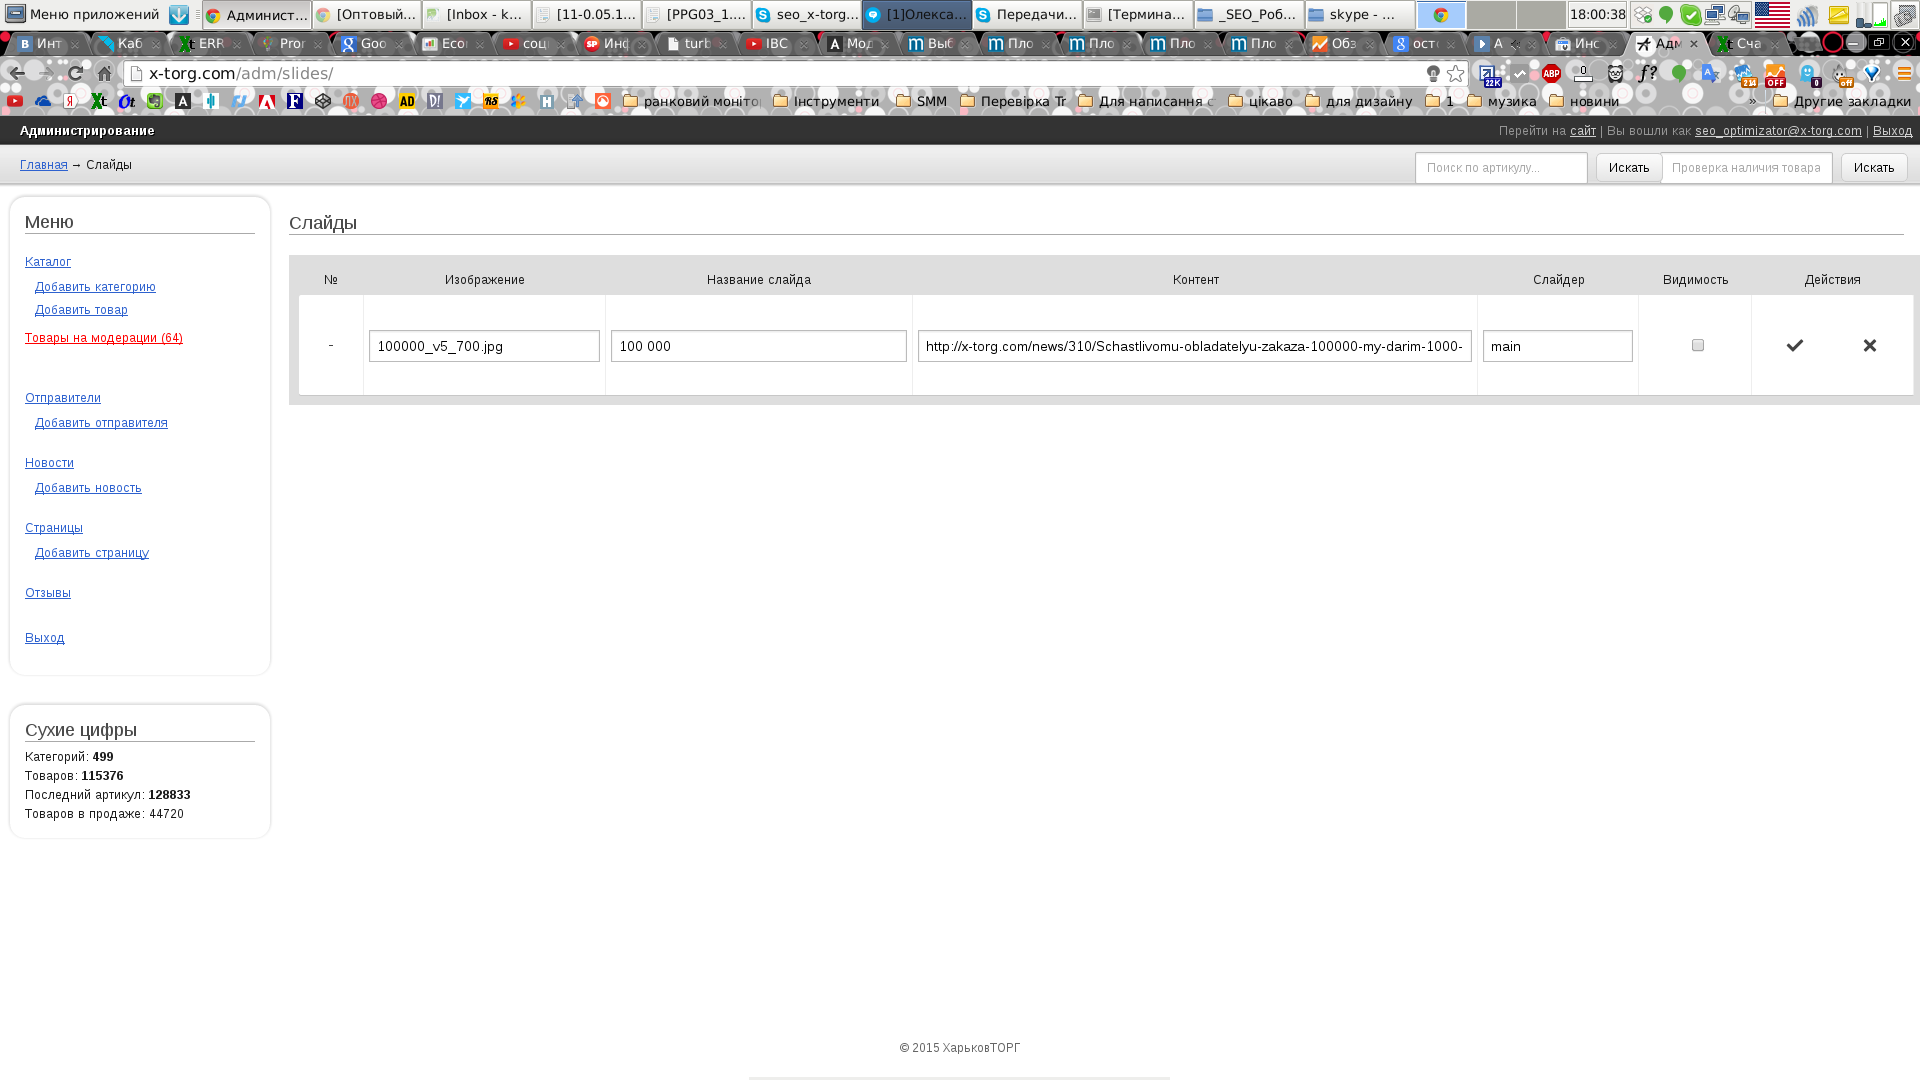 Меню приложений
Админист...
[Оптовый...
[Inbox - k...
[11-0.05.1...
[PPG03_1....
seo_x-torg...
[1]Олекса...
Передачи...
[Термина...
_SEO_Роб...
skype - ...
18:00:38
Инт
Каб
ERR
Pror
Goo
Ecor
соц
Инс
turb
IBC
Мод
Выб
Пло
Пло
Пло
Пло
Обз
ост
А
Инс
Адм
Сча
x-torg.com/adm/slides/
ранковий моніто
Інструменти
SMM
Перевірка Тг
Для написання с
цікаво
для дизайну
1
музика
новини
»
Другие закладки
Администрирование
Перейти на сайт | Вы вошли как seo_optimizator@x-torg.com | Выход
Главная → Слайды
Поиск по артикулу...
Искать
Проверка наличия товара
Искать
Меню
Каталог
Добавить категорию
Добавить товар
Товары на модерации (64)
Отправители
Добавить отправителя
Новости
Добавить новость
Страницы
Добавить страницу
Отзывы
Выход
Сухие цифры
Категорий: 499
Товаров: 115376
Последний артикул: 128833
Товаров в продаже: 44720
Слайды
№ Изображение Название слайда Контент Слайдер Видимость Действия
- 100000_v5_700.jpg 100 000 http://x-torg.com/news/310/Schastlivomu-obladatelyu-zakaza-100000-my-darim-1000- main
© 2015 ХарьковТОРГ